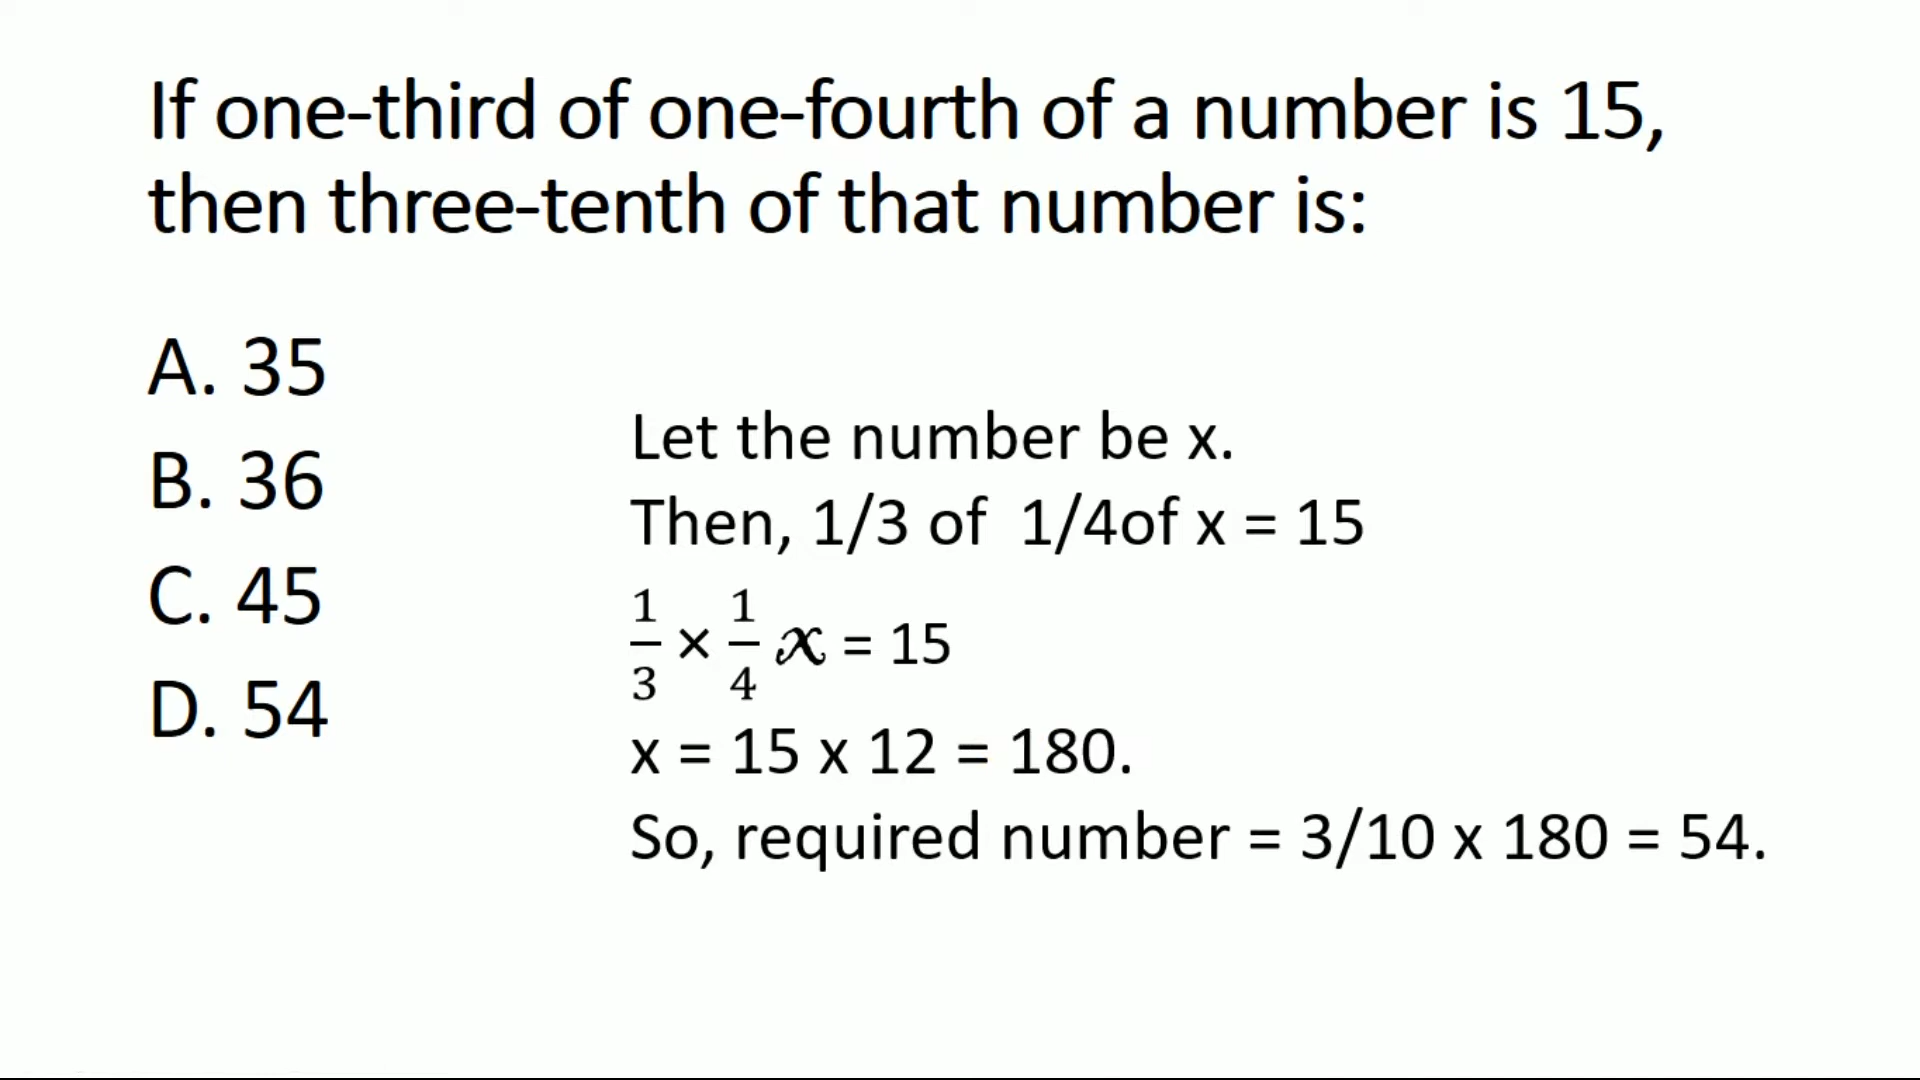 If one-third of one-fourth of a number is 15,
then three-tenth of that number is:
A. 35
B. 36
C. 45
D. 54
Let the number be x.
Then, 1/3 of  1/4of x = 15
1/3 × 1/4 𝓍 = 15
x = 15 x 12 = 180.
So, required number = 3/10 x 180 = 54.